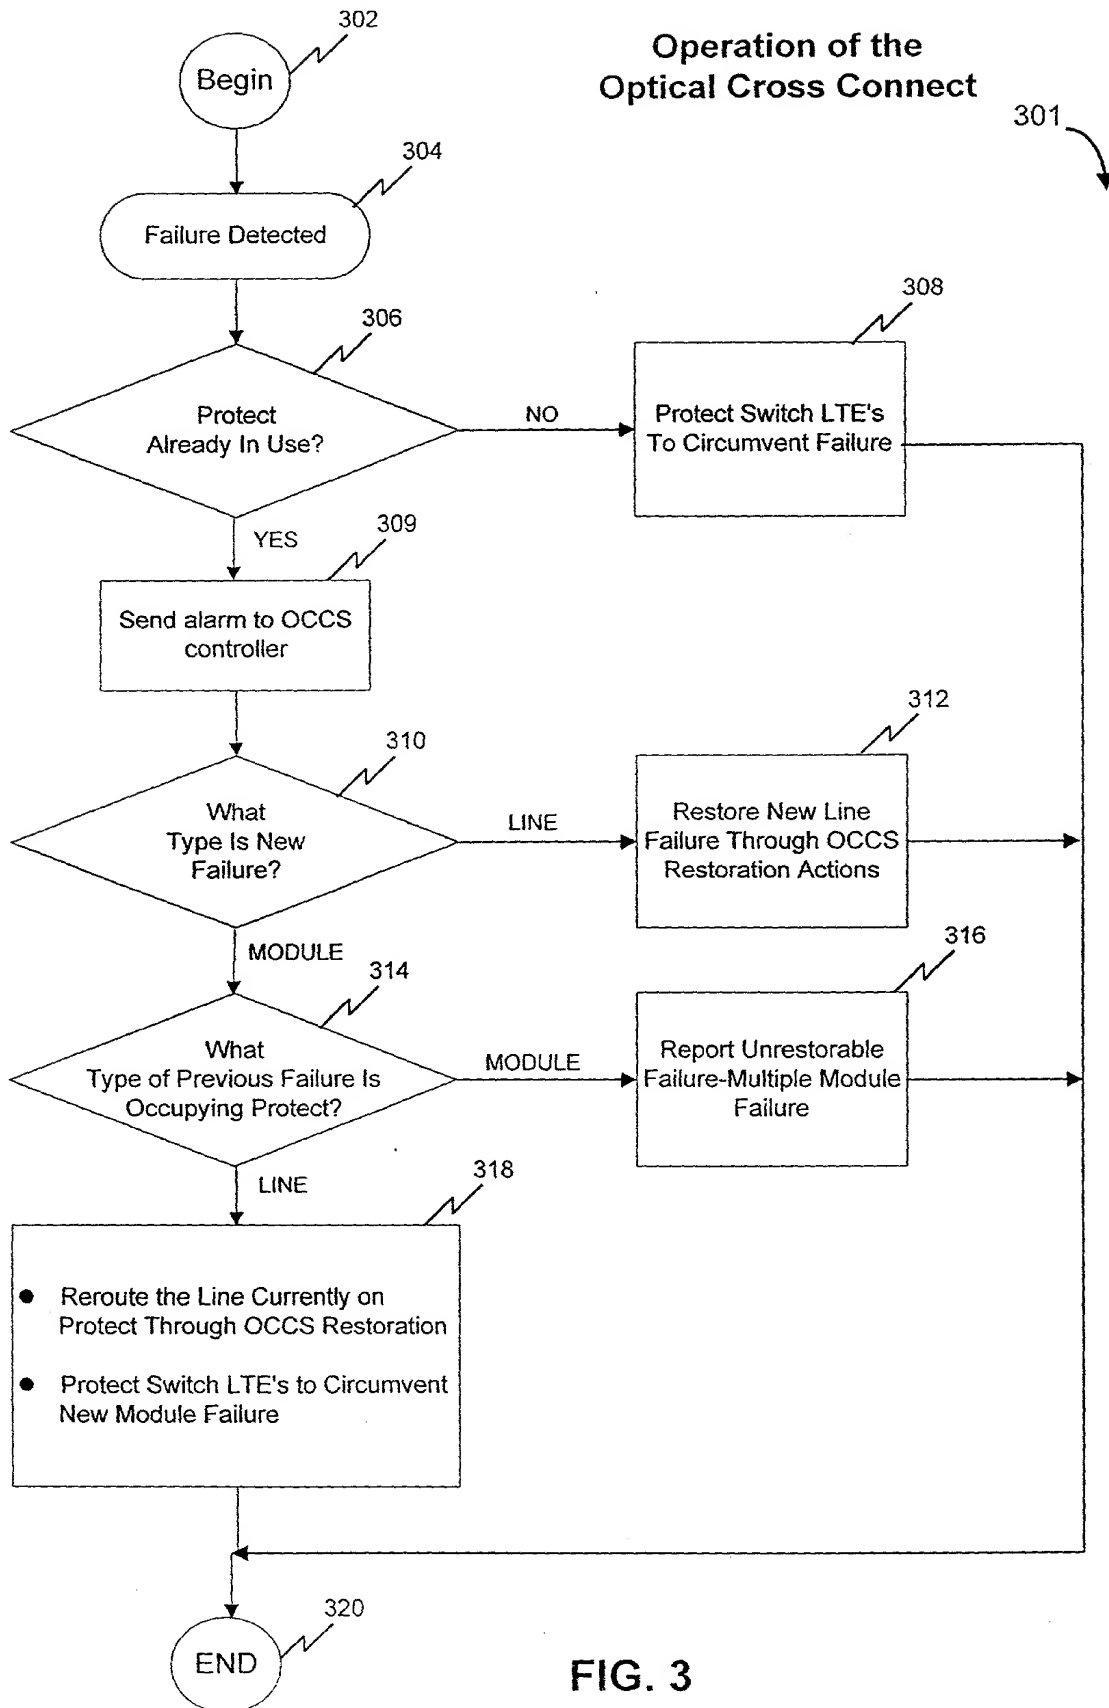 Operation of the
Optical Cross Connect
301
302
Begin
304
Failure Detected
306
Protect
Already In Use?
NO
308
Protect Switch LTE's
To Circumvent Failure
YES
309
Send alarm to OCCS
controller
310
What
Type Is New
Failure?
LINE
312
Restore New Line
Failure Through OCCS
Restoration Actions
MODULE
314
What
Type of Previous Failure Is
Occupying Protect?
MODULE
316
Report Unrestorable
Failure-Multiple Module
Failure
LINE
318
● Reroute the Line Currently on
Protect Through OCCS Restoration
● Protect Switch LTE's to Circumvent
New Module Failure
320
END
FIG. 3